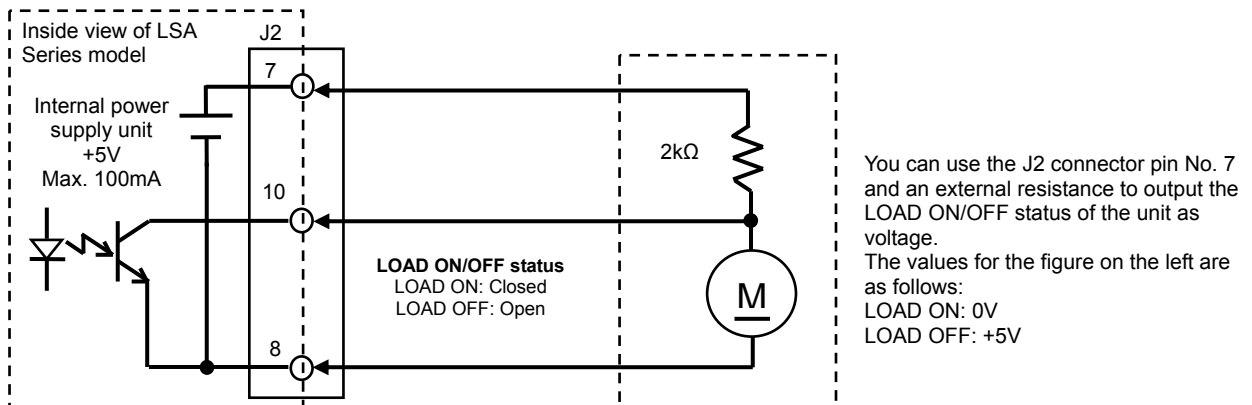 Inside view of LSA
Series model
J2
7
Internal power
supply unit
+5V
Max. 100mA
2kΩ
10
LOAD ON/OFF status
LOAD ON: Closed
LOAD OFF: Open
M
8
You can use the J2 connector pin No. 7
and an external resistance to output the
LOAD ON/OFF status of the unit as
voltage.
The values for the figure on the left are
as follows:
LOAD ON: 0V
LOAD OFF: +5V